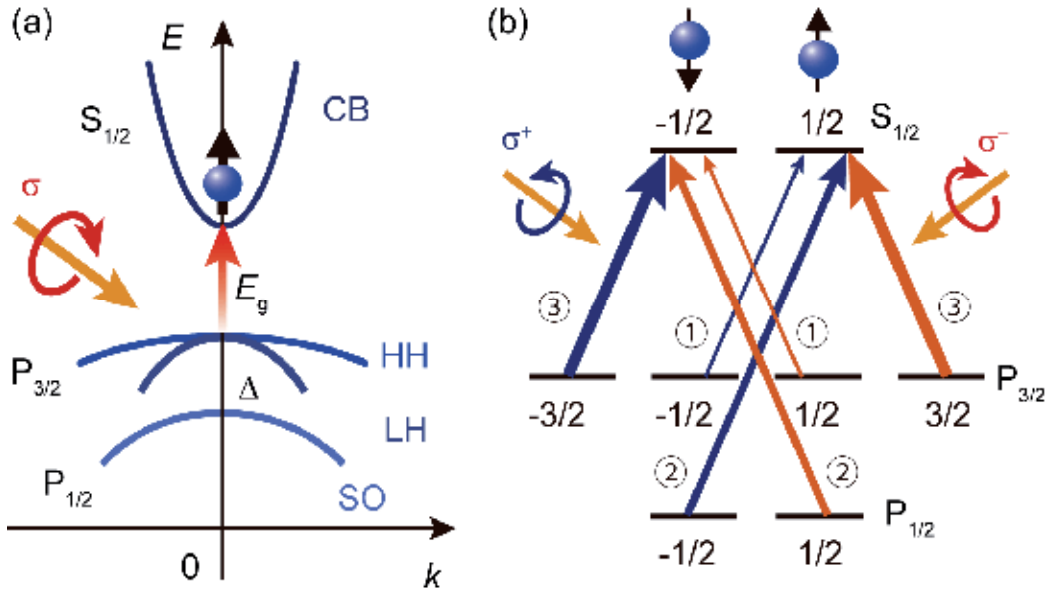 (a)
E
S1/2
CB
σ
Eg
HH
P3/2
Δ
LH
P1/2
SO
0
k
(b)
-1/2
1/2
S1/2
σ+
σ-
③
①
①
③
P3/2
-3/2
-1/2
1/2
3/2
②
②
P1/2
-1/2
1/2